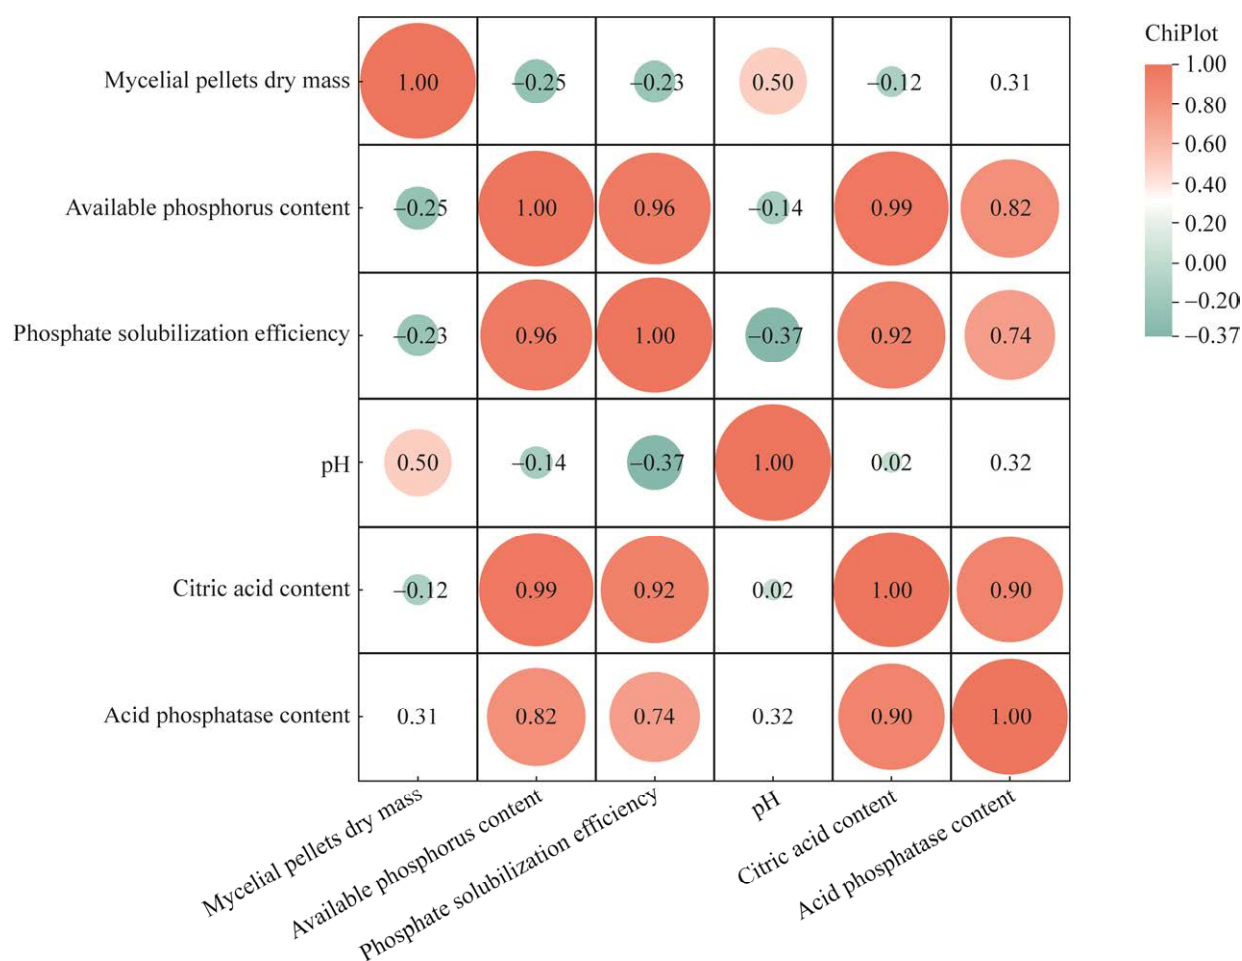 ChiPlot
1.00
0.80
0.60
0.40
0.20
0.00
−0.20
−0.37
Mycelial pellets dry mass 1.00 −0.25 −0.23 0.50 −0.12 0.31
Available phosphorus content −0.25 1.00 0.96 −0.14 0.99 0.82
Phosphate solubilization efficiency −0.23 0.96 1.00 −0.37 0.92 0.74
pH 0.50 −0.14 −0.37 1.00 0.02 0.32
Citric acid content −0.12 0.99 0.92 0.02 1.00 0.90
Acid phosphatase content 0.31 0.82 0.74 0.32 0.90 1.00
Mycelial pellets dry mass
Available phosphorus content
Phosphate solubilization efficiency
pH
Citric acid content
Acid phosphatase content